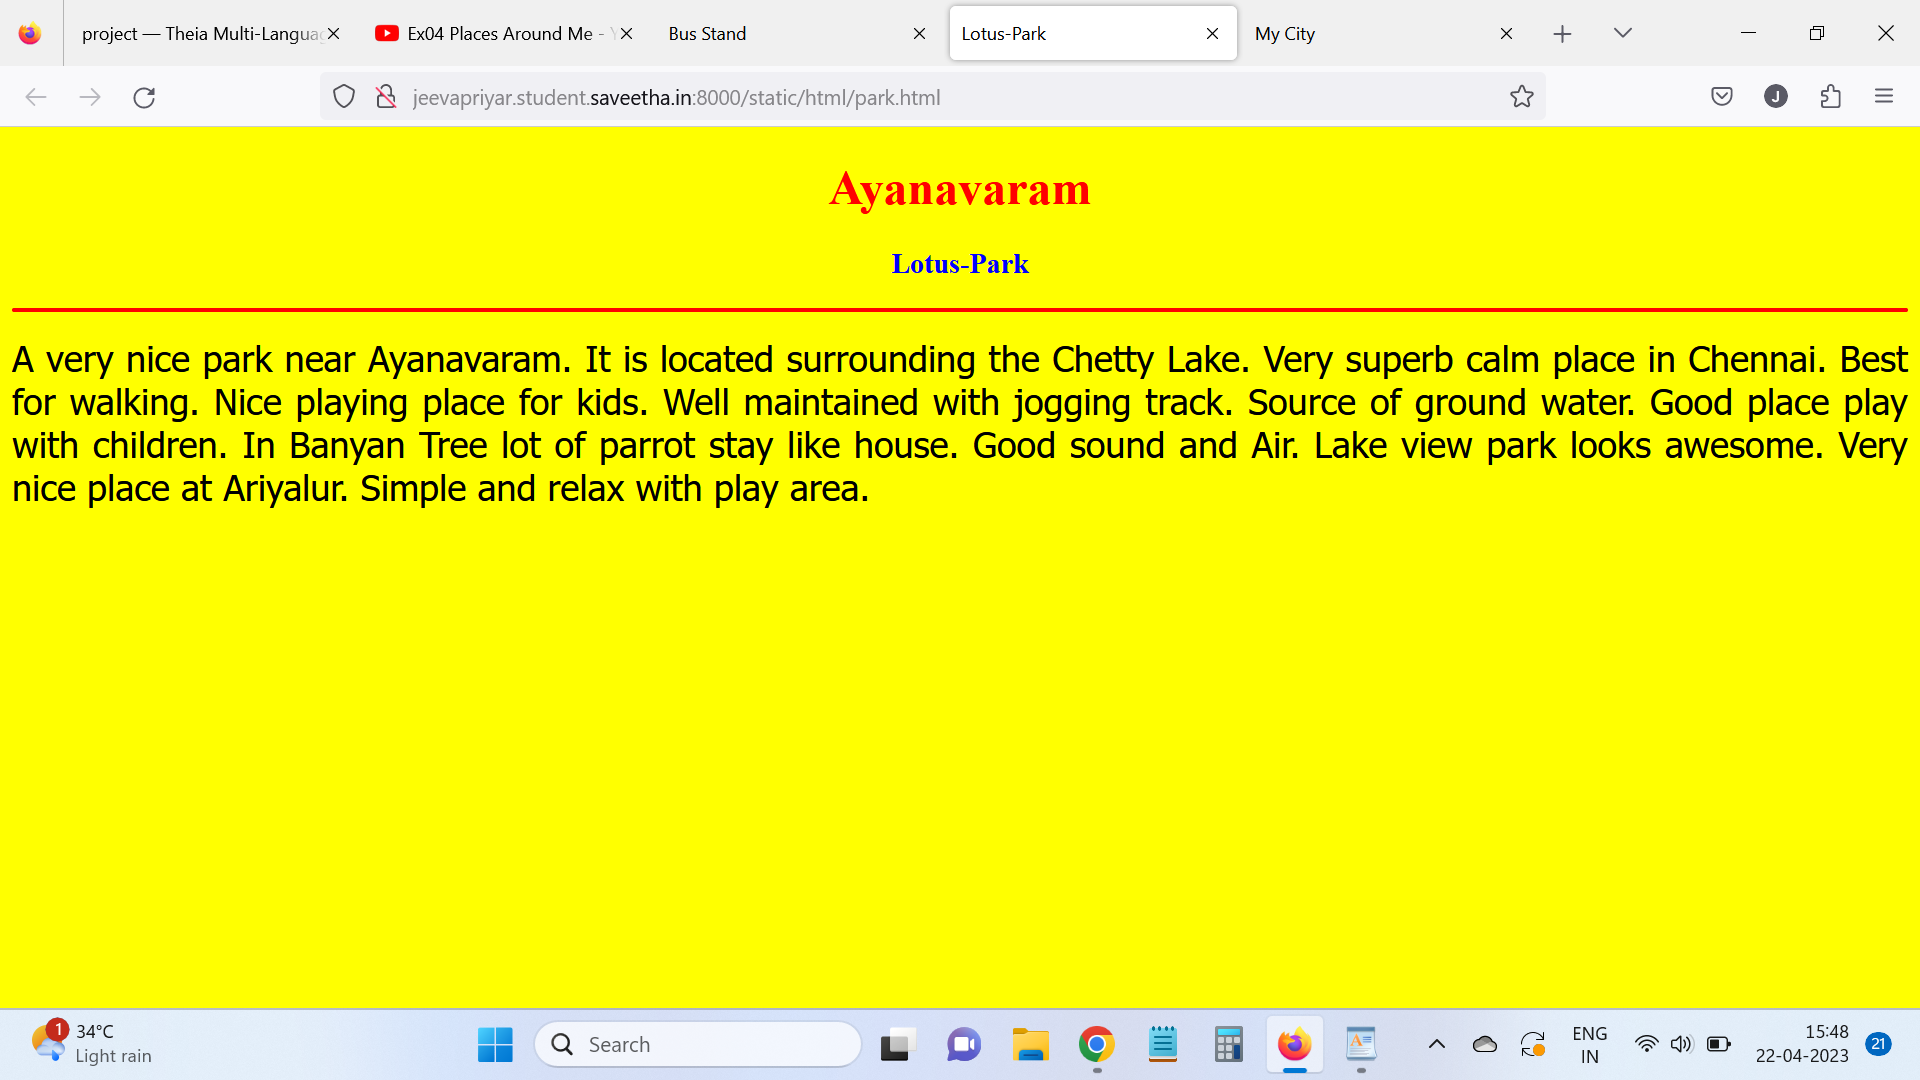 project — Theia Multi-Langua
Ex04 Places Around Me -
Bus Stand
Lotus-Park
My City
jeevapriyar.student.saveetha.in:8000/static/html/park.html
J
Ayanavaram
Lotus-Park
A very nice park near Ayanavaram. It is located surrounding the Chetty Lake. Very superb calm place in Chennai. Best
for walking. Nice playing place for kids. Well maintained with jogging track. Source of ground water. Good place play
with children. In Banyan Tree lot of parrot stay like house. Good sound and Air. Lake view park looks awesome. Very
nice place at Ariyalur. Simple and relax with play area.
1
34°C
Light rain
Search
ENG
IN
15:48
22-04-2023
21